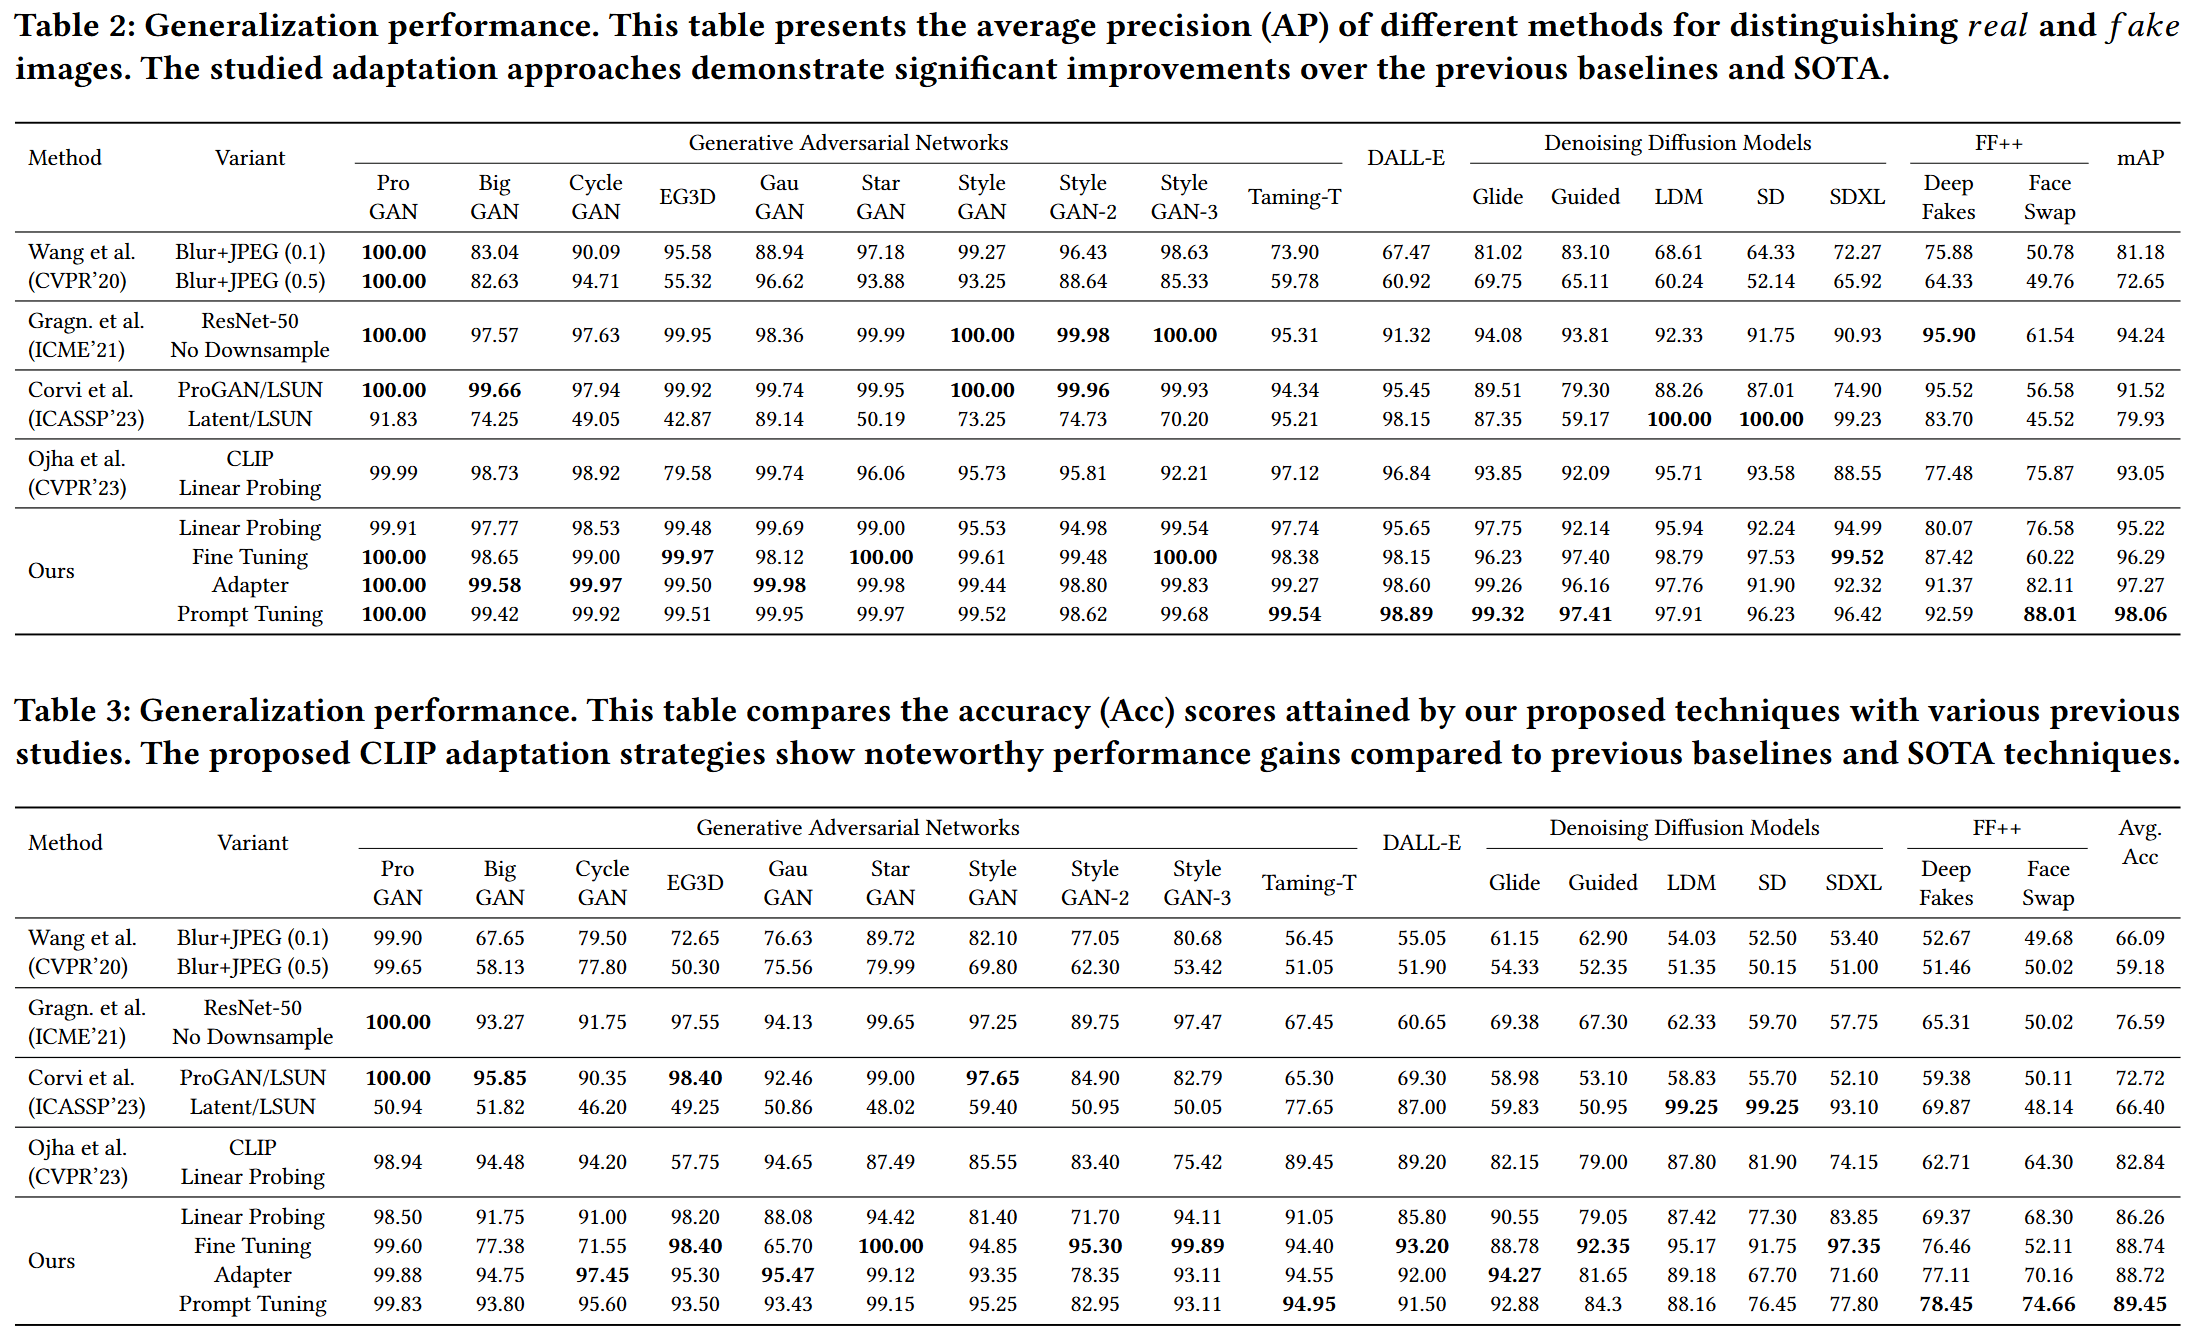 Table 2: Generalization performance. This table presents the average precision (AP) of different methods for distinguishing real and fake
images. The studied adaptation approaches demonstrate significant improvements over the previous baselines and SOTA.
Method Variant Generative Adversarial Networks DALL-E Denoising Diffusion Models FF++ mAP
Pro GAN Big GAN Cycle GAN EG3D Gau GAN Star GAN Style GAN Style GAN-2 Style GAN-3 Taming-T Glide Guided LDM SD SDXL Deep Fakes Face Swap
Wang et al. Blur+JPEG (0.1) 100.00 83.04 90.09 95.58 88.94 97.18 99.27 96.43 98.63 73.90 67.47 81.02 83.10 68.61 64.33 72.27 75.88 50.78 81.18
(CVPR'20) Blur+JPEG (0.5) 100.00 82.63 94.71 55.32 96.62 93.88 93.25 88.64 85.33 59.78 60.92 69.75 65.11 60.24 52.14 65.92 64.33 49.76 72.65
Gragn. et al. ResNet-50
(ICME'21) No Downsample 100.00 97.57 97.63 99.95 98.36 99.99 100.00 99.98 100.00 95.31 91.32 94.08 93.81 92.33 91.75 90.93 95.90 61.54 94.24
Corvi et al. ProGAN/LSUN 100.00 99.66 97.94 99.92 99.74 99.95 100.00 99.96 99.93 94.34 95.45 89.51 79.30 88.26 87.01 74.90 95.52 56.58 91.52
(ICASSP'23) Latent/LSUN 91.83 74.25 49.05 42.87 89.14 50.19 73.25 74.73 70.20 95.21 98.15 87.35 59.17 100.00 100.00 99.23 83.70 45.52 79.93
Ojha et al. CLIP
(CVPR'23) Linear Probing 99.99 98.73 98.92 79.58 99.74 96.06 95.73 95.81 92.21 97.12 96.84 93.85 92.09 95.71 93.58 88.55 77.48 75.87 93.05
Ours
Linear Probing 99.91 97.77 98.53 99.48 99.69 99.00 95.53 94.98 99.54 97.74 95.65 97.75 92.14 95.94 92.24 94.99 80.07 76.58 95.22
Fine Tuning 100.00 98.65 99.00 99.97 98.12 100.00 99.61 99.48 100.00 98.38 98.15 96.23 97.40 98.79 97.53 99.52 87.42 60.22 96.29
Adapter 100.00 99.58 99.97 99.50 99.98 99.98 99.44 98.80 99.83 99.27 98.60 99.26 96.16 97.76 91.90 92.32 91.37 82.11 97.27
Prompt Tuning 100.00 99.42 99.92 99.51 99.95 99.97 99.52 98.62 99.68 99.54 98.89 99.32 97.41 97.91 96.23 96.42 92.59 88.01 98.06
Table 3: Generalization performance. This table compares the accuracy (Acc) scores attained by our proposed techniques with various previous
studies. The proposed CLIP adaptation strategies show noteworthy performance gains compared to previous baselines and SOTA techniques.
Method Variant Generative Adversarial Networks DALL-E Denoising Diffusion Models FF++ Avg. Acc
Pro GAN Big GAN Cycle GAN EG3D Gau GAN Star GAN Style GAN Style GAN-2 Style GAN-3 Taming-T Glide Guided LDM SD SDXL Deep Fakes Face Swap
Wang et al. Blur+JPEG (0.1) 99.90 67.65 79.50 72.65 76.63 89.72 82.10 77.05 80.68 56.45 55.05 61.15 62.90 54.03 52.50 53.40 52.67 49.68 66.09
(CVPR'20) Blur+JPEG (0.5) 99.65 58.13 77.80 50.30 75.56 79.99 69.80 62.30 53.42 51.05 51.90 54.33 52.35 51.35 50.15 51.00 51.46 50.02 59.18
Gragn. et al. ResNet-50
(ICME'21) No Downsample 100.00 93.27 91.75 97.55 94.13 99.65 97.25 89.75 97.47 67.45 60.65 69.38 67.30 62.33 59.70 57.75 65.31 50.02 76.59
Corvi et al. ProGAN/LSUN 100.00 95.85 90.35 98.40 92.46 99.00 97.65 84.90 82.79 65.30 69.30 58.98 53.10 58.83 55.70 52.10 59.38 50.11 72.72
(ICASSP'23) Latent/LSUN 50.94 51.82 46.20 49.25 50.86 48.02 59.40 50.95 50.05 77.65 87.00 59.83 50.95 99.25 99.25 93.10 69.87 48.14 66.40
Ojha et al. CLIP
(CVPR'23) Linear Probing 98.94 94.48 94.20 57.75 94.65 87.49 85.55 83.40 75.42 89.45 89.20 82.15 79.00 87.80 81.90 74.15 62.71 64.30 82.84
Ours
Linear Probing 98.50 91.75 91.00 98.20 88.08 94.42 81.40 71.70 94.11 91.05 85.80 90.55 79.05 87.42 77.30 83.85 69.37 68.30 86.26
Fine Tuning 99.60 77.38 71.55 98.40 65.70 100.00 94.85 95.30 99.89 94.40 93.20 88.78 92.35 95.17 91.75 97.35 76.46 52.11 88.74
Adapter 99.88 94.75 97.45 95.30 95.47 99.12 93.35 78.35 93.11 94.55 92.00 94.27 81.65 89.18 67.70 71.60 77.11 70.16 88.72
Prompt Tuning 99.83 93.80 95.60 93.50 93.43 99.15 95.25 82.95 93.11 94.95 91.50 92.88 84.3 88.16 76.45 77.80 78.45 74.66 89.45